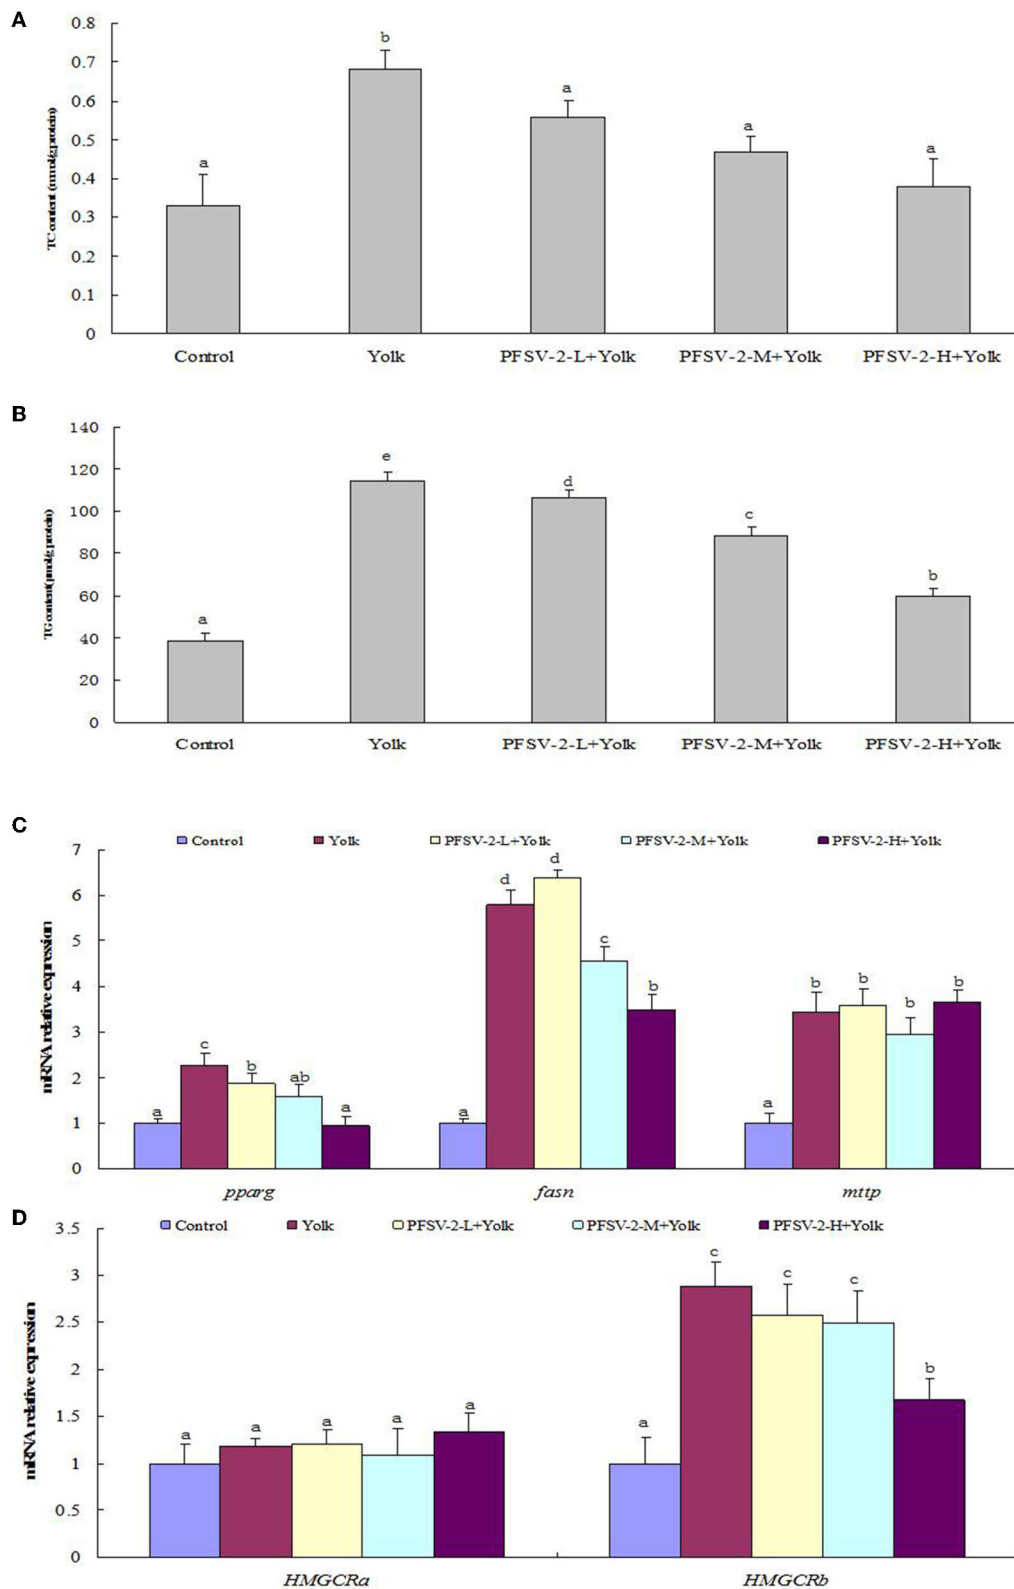 A
TC content (mmol/g protein)
0.8
0.7
0.6
0.5
0.4
0.3
0.2
0.1
0
a
b
a
a
a
Control Yolk PFSV-2-L+Yolk PFSV-2-M+Yolk PFSV-2-H+Yolk
B
TG content(μmol/g protein)
140
120
100
80
60
40
20
0
a
e
d
c
b
Control Yolk PFSV-2-L+Yolk PFSV-2-M+Yolk PFSV-2-H+Yolk
C
Control Yolk PFSV-2-L+Yolk PFSV-2-M+Yolk PFSV-2-H+Yolk
mRNA relative expression
7
6
5
4
3
2
1
0
a c b ab a
a d d c b
a b b b b
pparg fasn mttp
D
Control Yolk PFSV-2-L+Yolk PFSV-2-M+Yolk PFSV-2-H+Yolk
mRNA relative expression
3.5
3
2.5
2
1.5
1
0.5
0
a a a a a
a c c c b
HMGCRa HMGCRb